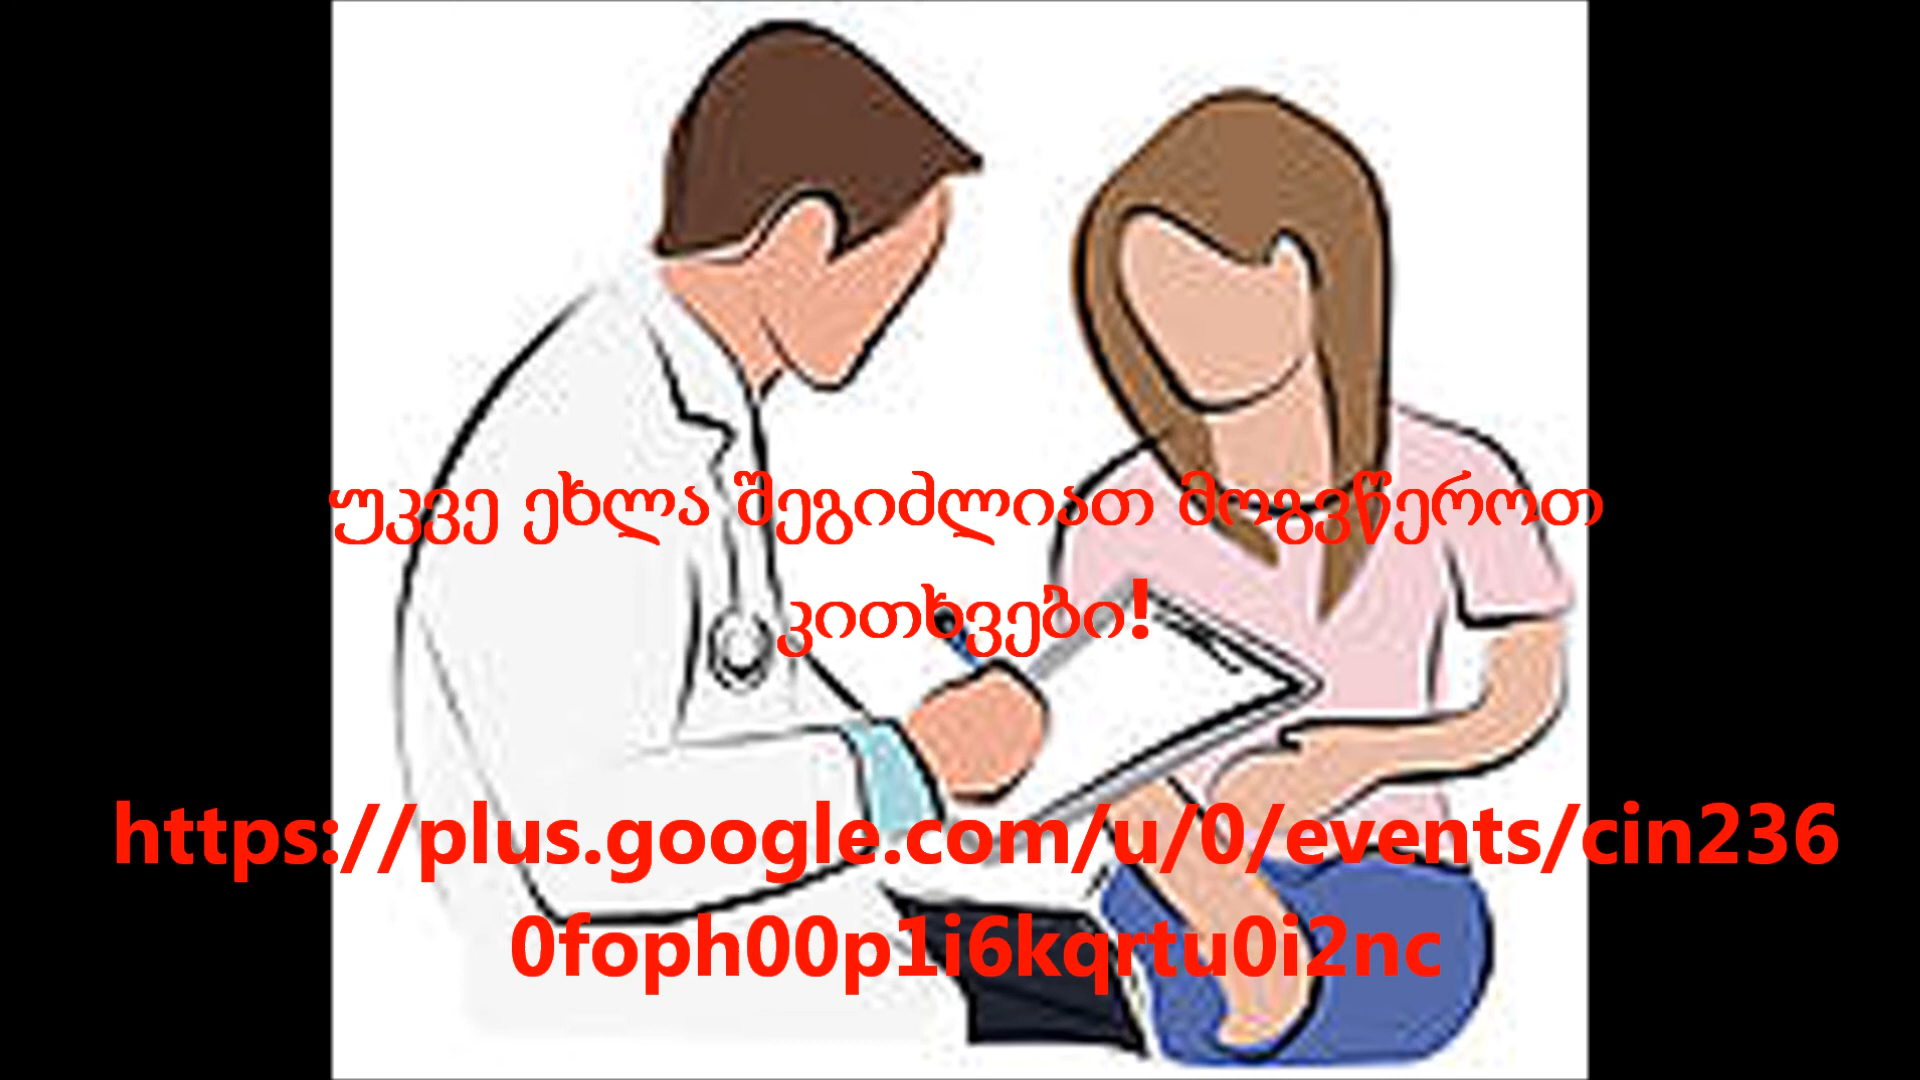 უკვე ეხლა შეგიძლიათ მოგვწეროთ
კითხვები!
https://plus.google.com/u/0/events/cin236
0foph00p1i6kqrtu0i2nc